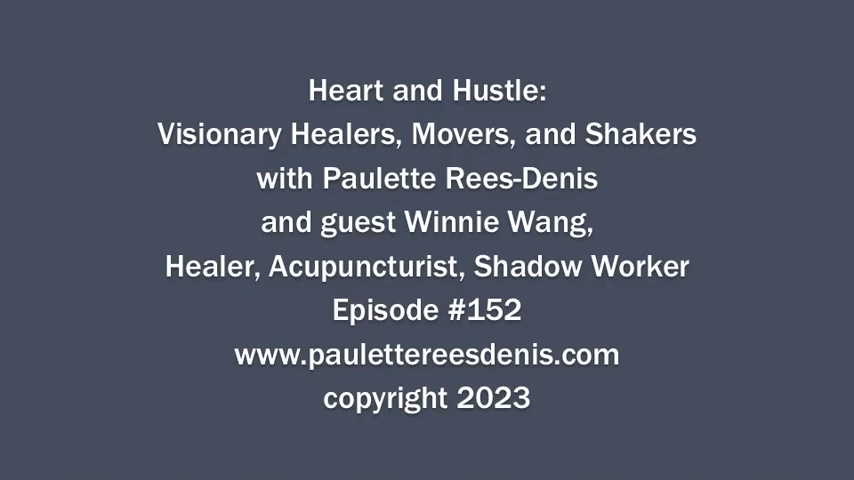 Heart and Hustle:
Visionary Healers, Movers, and Shakers
with Paulette Rees-Denis
and guest Winnie Wang,
Healer, Acupuncturist, Shadow Worker
Episode #152
www.paulettereesdenis.com
copyright 2023